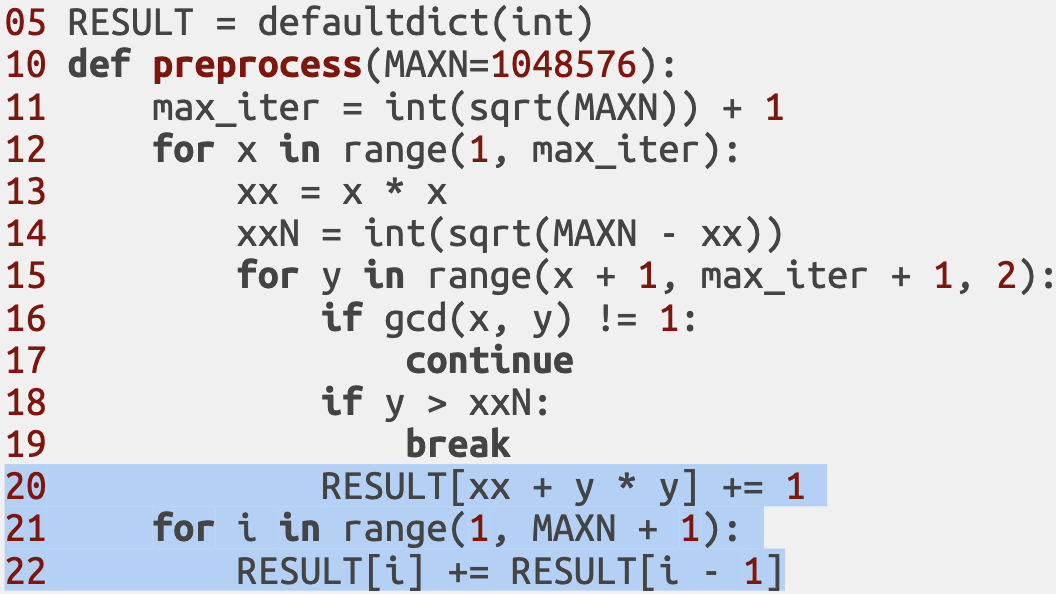 05 RESULT = defaultdict(int)
10 def preprocess(MAXN=1048576):
11     max_iter = int(sqrt(MAXN)) + 1
12     for x in range(1, max_iter):
13         xx = x * x
14         xxN = int(sqrt(MAXN - xx))
15         for y in range(x + 1, max_iter + 1, 2):
16             if gcd(x, y) != 1:
17                 continue
18             if y > xxN:
19                 break
20             RESULT[xx + y * y] += 1
21     for i in range(1, MAXN + 1):
22         RESULT[i] += RESULT[i - 1]